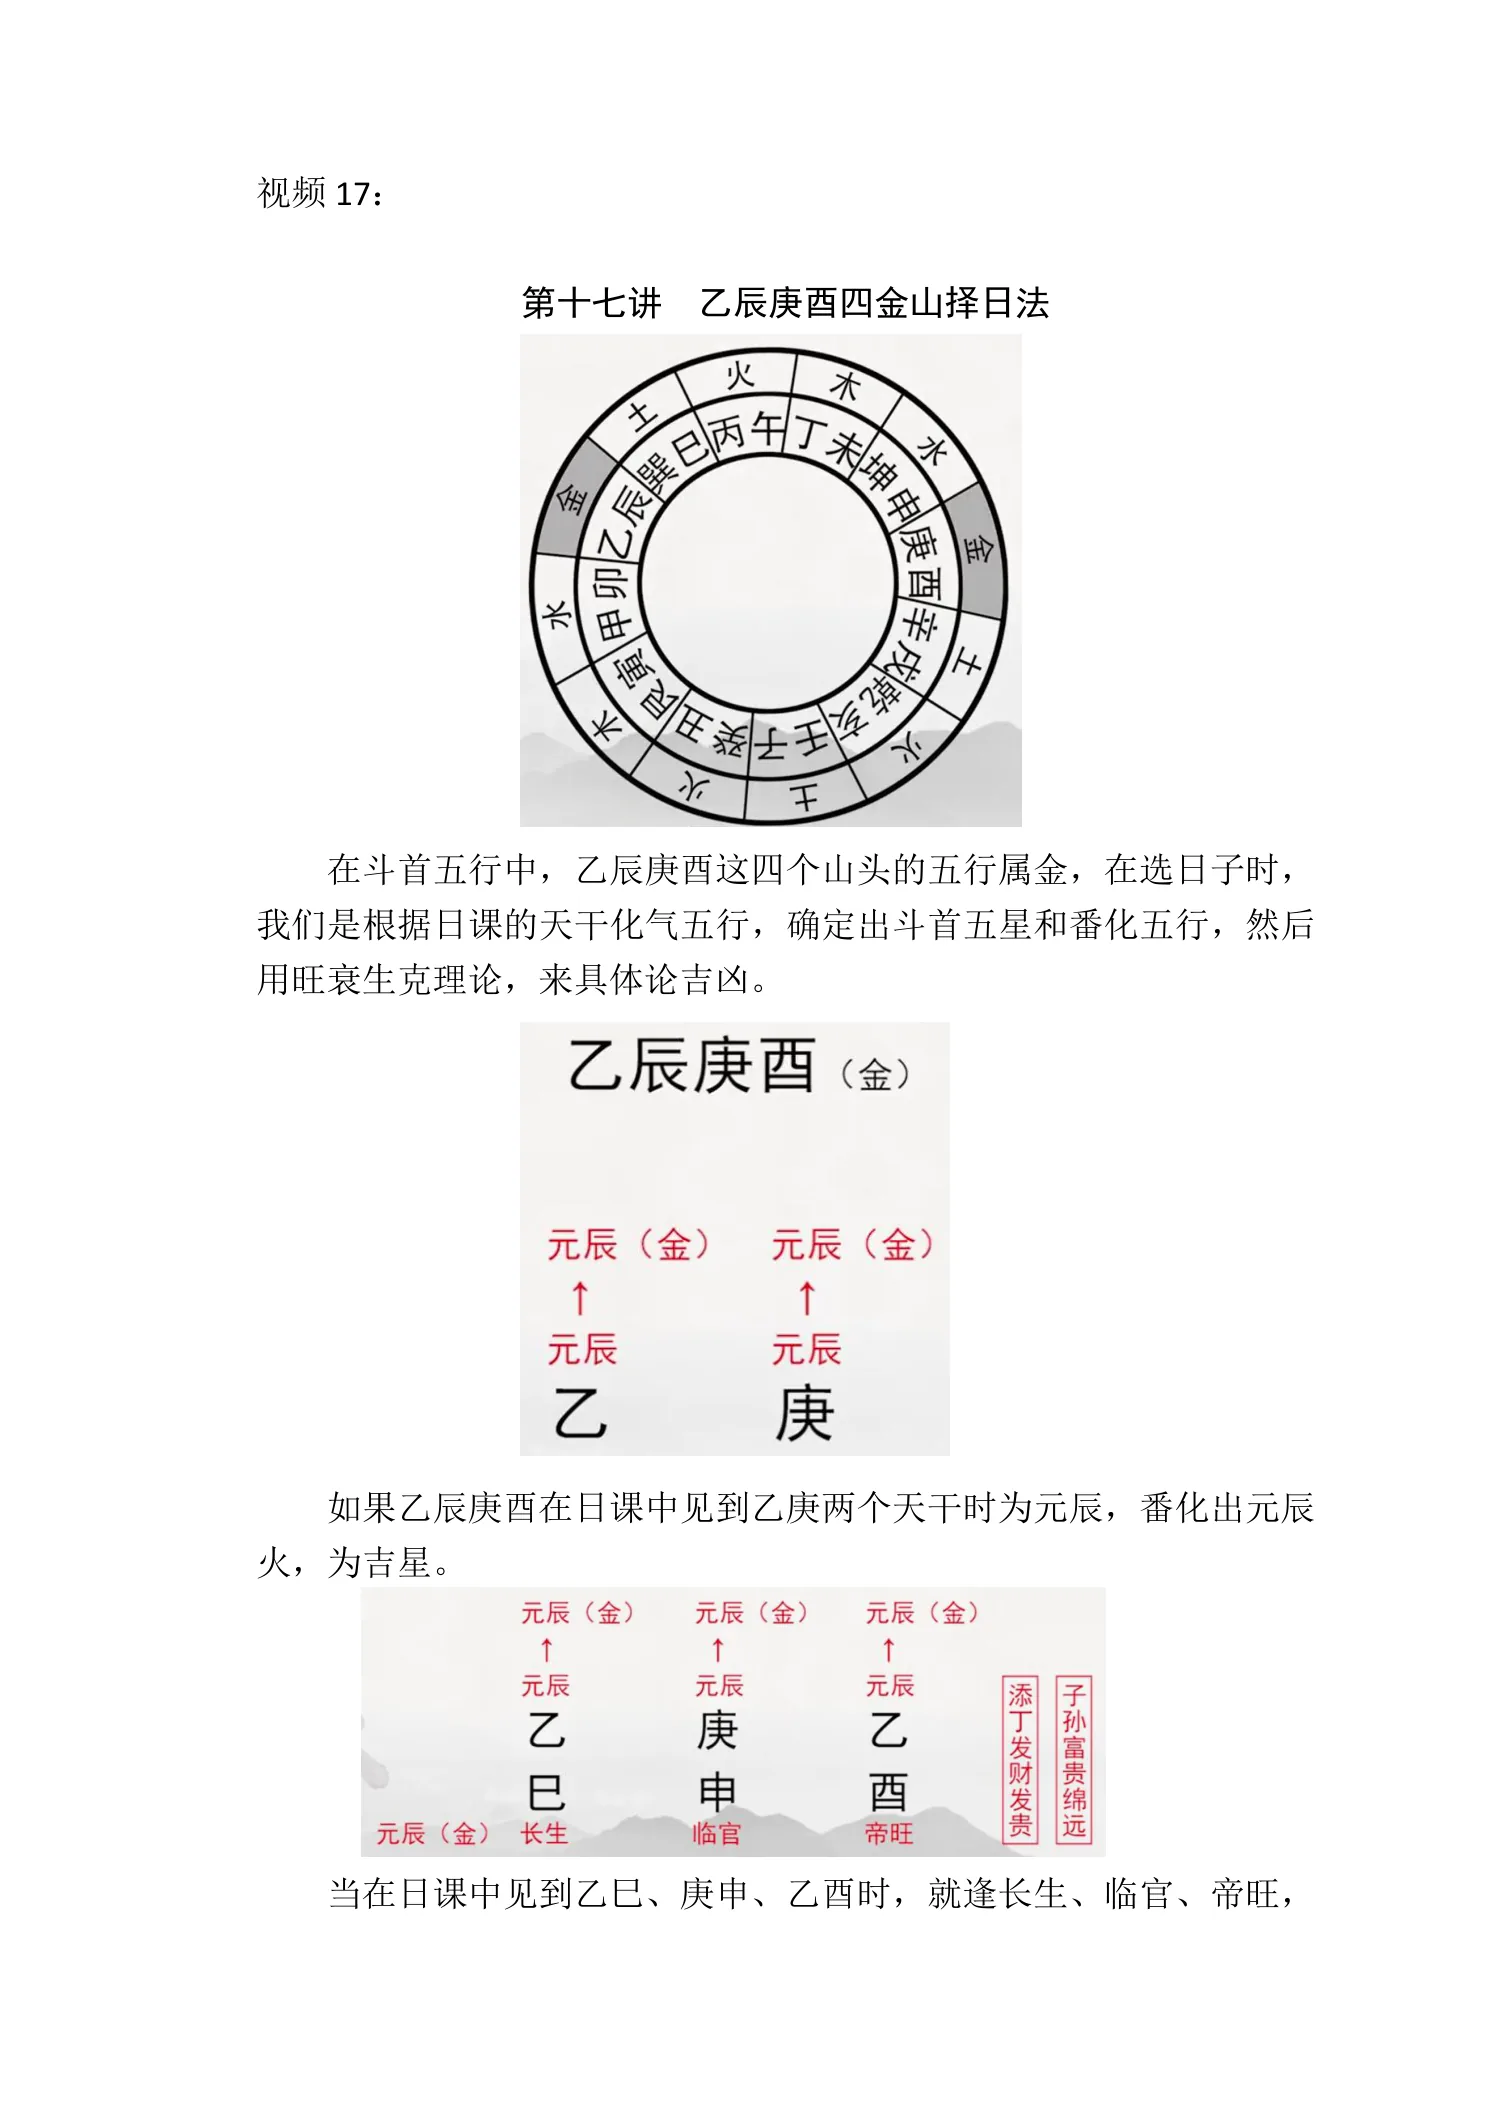 视频 17：
第十七讲　乙辰庚酉四金山择日法
火 木 水 金 土 火 土 火 木 水 金 土
丙午 丁未 坤申 庚酉 辛戌 乾亥 壬子 癸丑 艮寅 甲卯 乙辰 巽巳
在斗首五行中，乙辰庚酉这四个山头的五行属金，在选日子时，
我们是根据日课的天干化气五行，确定出斗首五星和番化五行，然后
用旺衰生克理论，来具体论吉凶。
乙辰庚酉（金）
元辰（金） 元辰（金）
↑ ↑
元辰 元辰
乙 庚
如果乙辰庚酉在日课中见到乙庚两个天干时为元辰，番化出元辰
火，为吉星。
元辰（金） 元辰（金） 元辰（金）
↑ ↑ ↑
元辰 元辰 元辰
乙 庚 乙
巳 申 酉
元辰（金） 长生 临官 帝旺
添丁发财发贵
子孙富贵绵远
当在日课中见到乙巳、庚申、乙酉时，就逢长生、临官、帝旺，